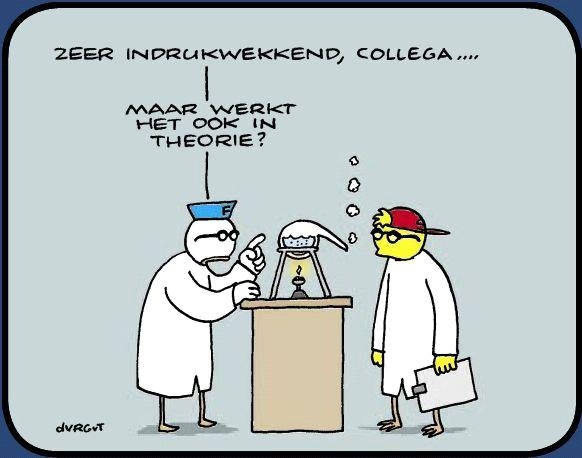 ZEER INDRUKWEKKEND, COLLEGA....
MAAR WERKT
HET OOK IN
THEORIE?
F
dVRGvT